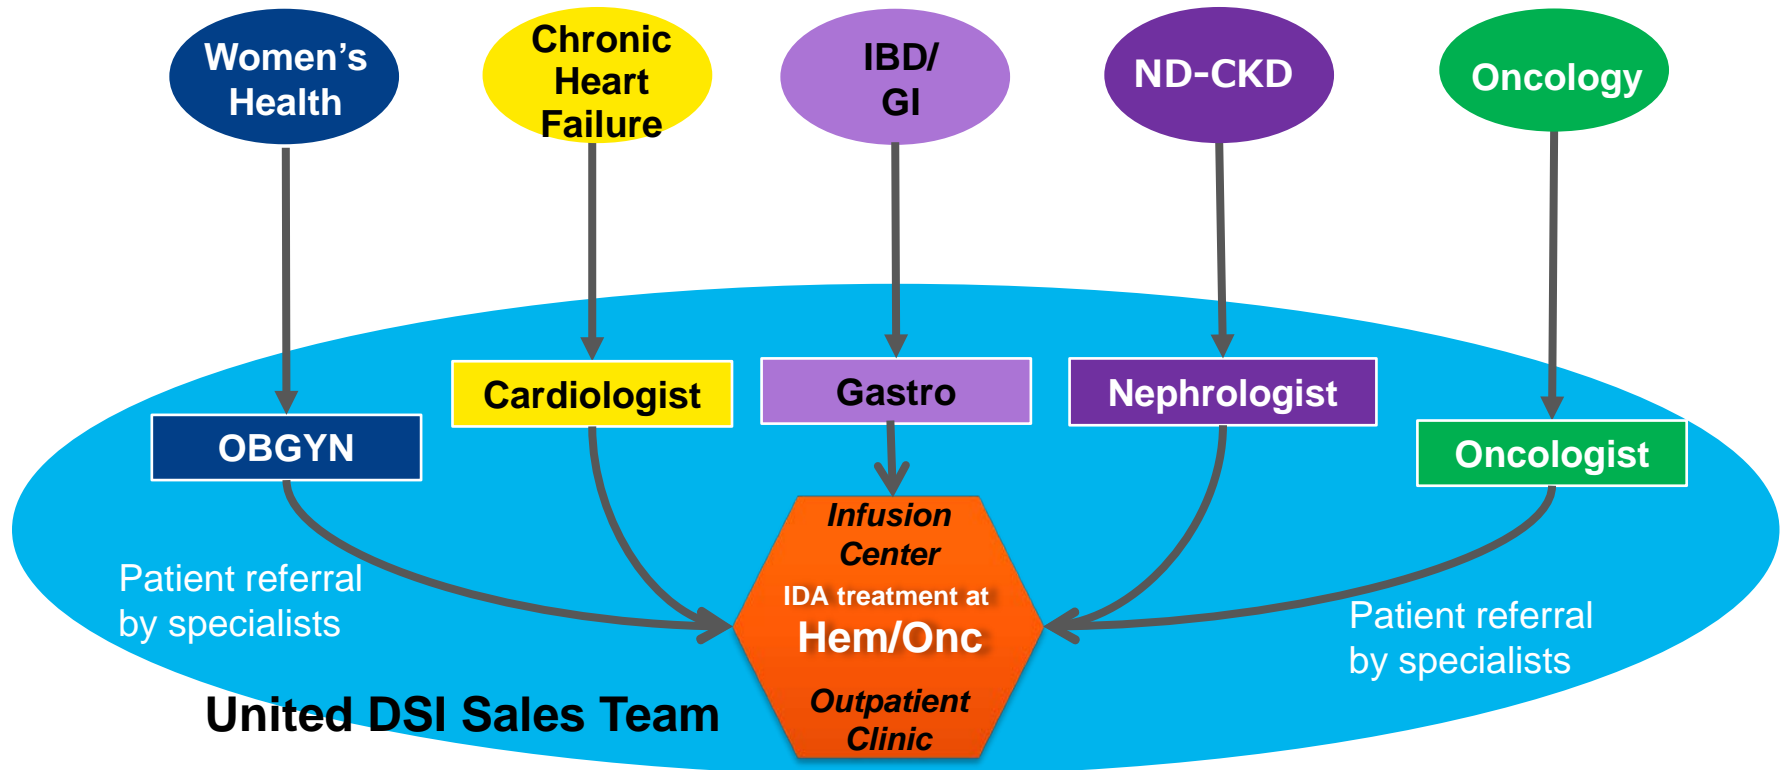 Women’s
Health
Chronic
Heart
Failure
IBD/
GI
ND-CKD
Oncology
OBGYN
Cardiologist
Gastro
Nephrologist
Oncologist
Patient referral
by specialists
Infusion
Center
IDA treatment at
Hem/Onc
Outpatient
Clinic
Patient referral
by specialists
United DSI Sales Team